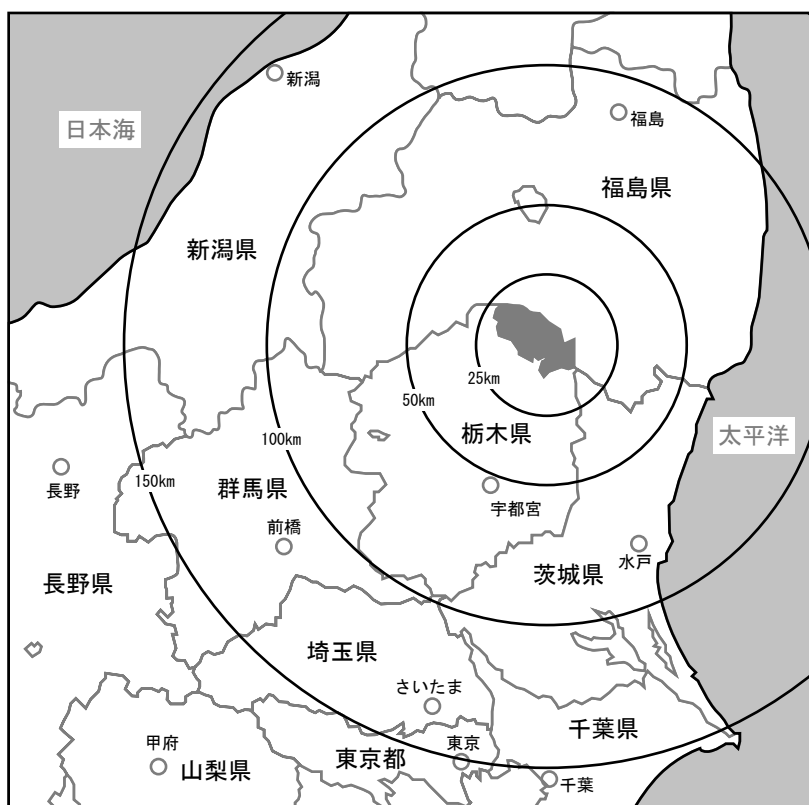 新潟
日本海
福島
福島県
新潟県
25km
50km
栃木県
100km
太平洋
長野
150km
群馬県
宇都宮
前橋
水戸
長野県
茨城県
埼玉県
さいたま
千葉県
甲府
山梨県
東京都
東京
千葉